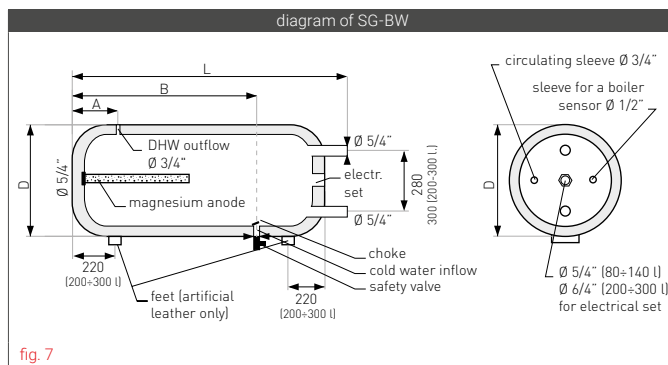 diagram of SG-BW
L
B
A
D
Ø 5/4“
DHW outflow
Ø 3/4“
magnesium anode
Ø 5/4“
electr.
set
280
300 (200-300 l.)
Ø 5/4“
220
(200÷300 l)
feet (artificial
leather only)
choke
cold water inflow
safety valve
220
(200÷300 l)
circulating sleeve Ø 3/4“
sleeve for a boiler
sensor Ø 1/2“
D
Ø 5/4“ (80÷140 l)
Ø 6/4“ (200÷300 l)
for electrical set
fig. 7